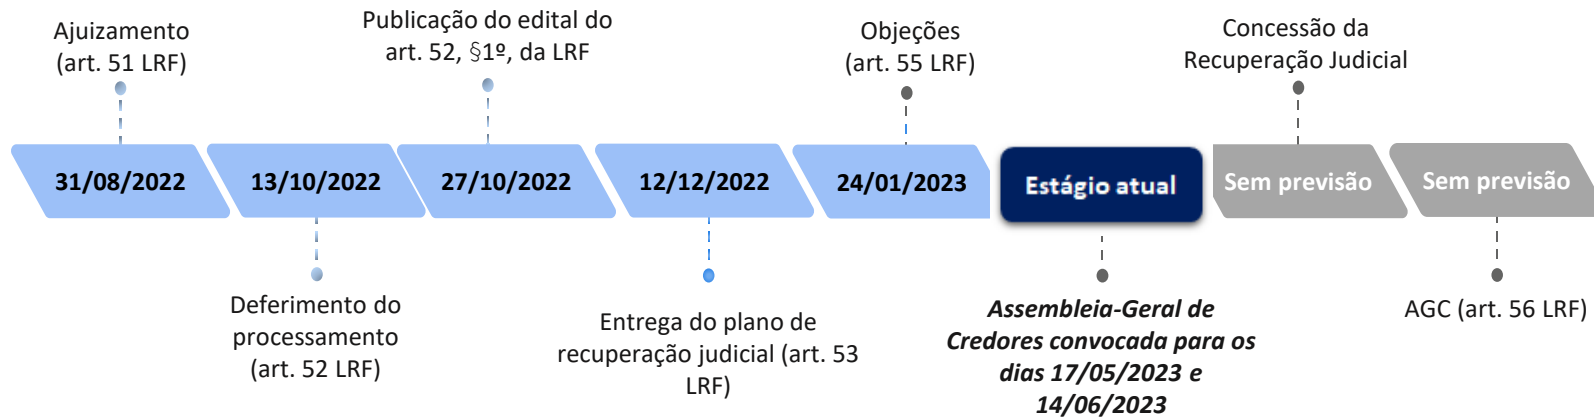 Ajuizamento
(art. 51 LRF)
Publicação do edital do
art. 52, §1º, da LRF
Objeções
(art. 55 LRF)
Concessão da
Recuperação Judicial
31/08/2022
13/10/2022
27/10/2022
12/12/2022
24/01/2023
Estágio atual
Sem previsão
Sem previsão
Deferimento do
processamento
(art. 52 LRF)
Entrega do plano de
recuperação judicial (art. 53
LRF)
Assembleia-Geral de
Credores convocada para os
dias 17/05/2023 e
14/06/2023
AGC (art. 56 LRF)